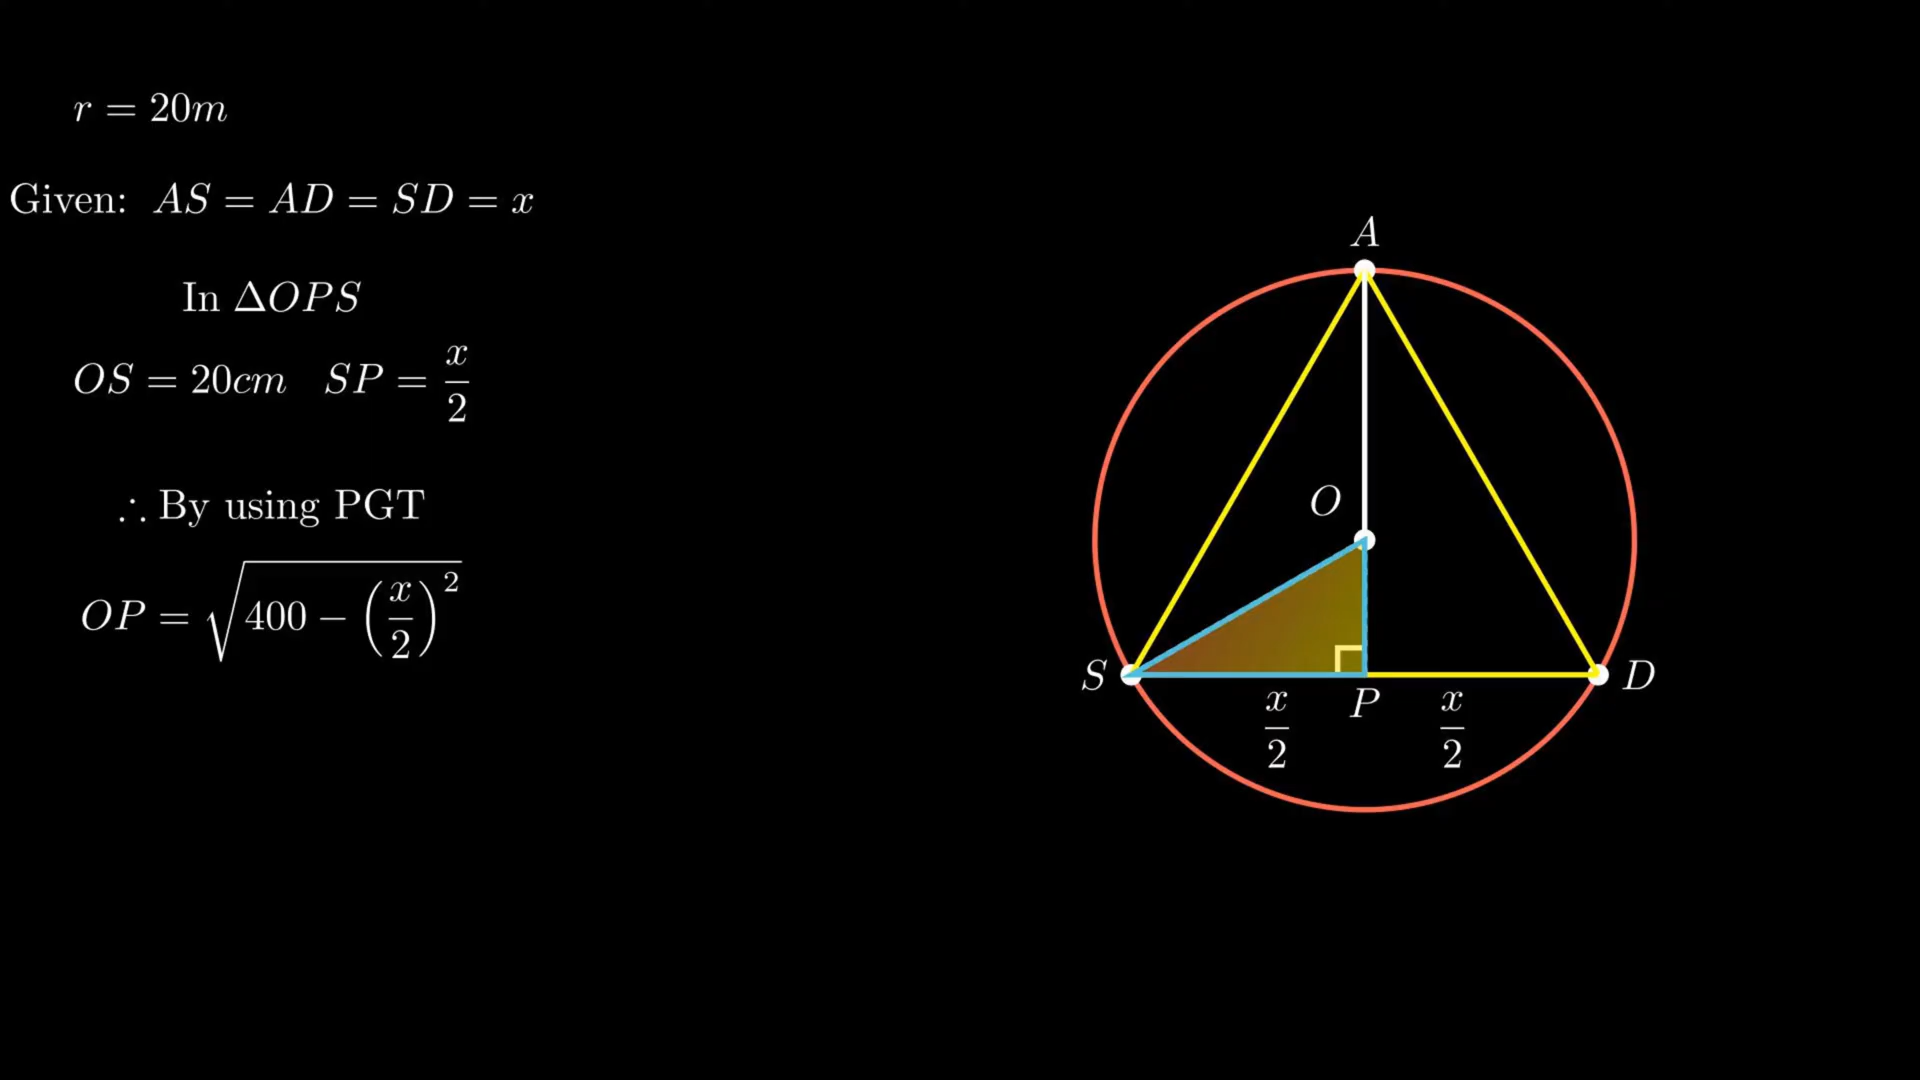 r = 20m
Given: AS = AD = SD = x
In ΔOPS
OS = 20cm SP = x/2
∴ By using PGT
OP = √(400 − (x/2)²)
A
O
S
P
D
x/2
x/2